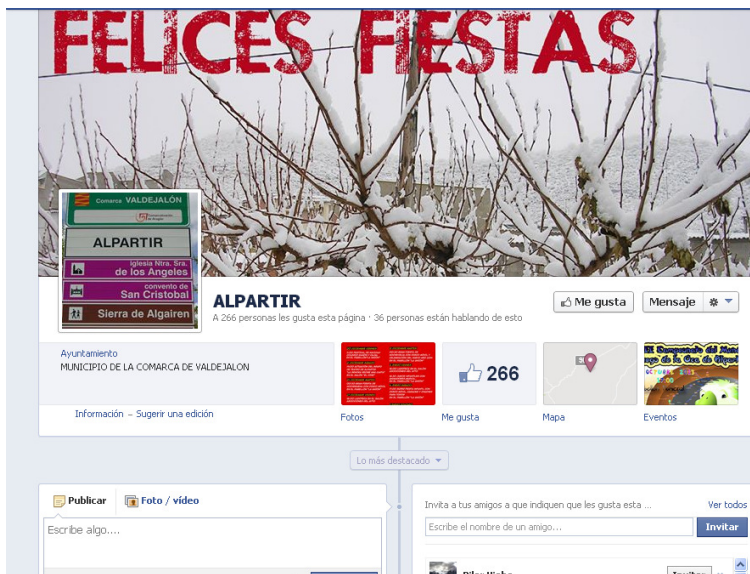 FELICES FIESTAS
Comarca VALDEJALÓN
ALPARTIR
iglesia Ntra. Sra.
de los Angeles
convento de
San Cristobal
Sierra de Algairen
ALPARTIR
A 266 personas les gusta esta página · 36 personas están hablando de esto
Me gusta
Mensaje
Ayuntamiento
MUNICIPIO DE LA COMARCA DE VALDEJALON
Información – Sugerir una edición
266
Fotos
Me gusta
Mapa
Eventos
Lo más destacado
Publicar
Foto / vídeo
Escribe algo....
Invita a tus amigos a que indiquen que les gusta esta ...
Ver todos
Escribe el nombre de un amigo...
Invitar